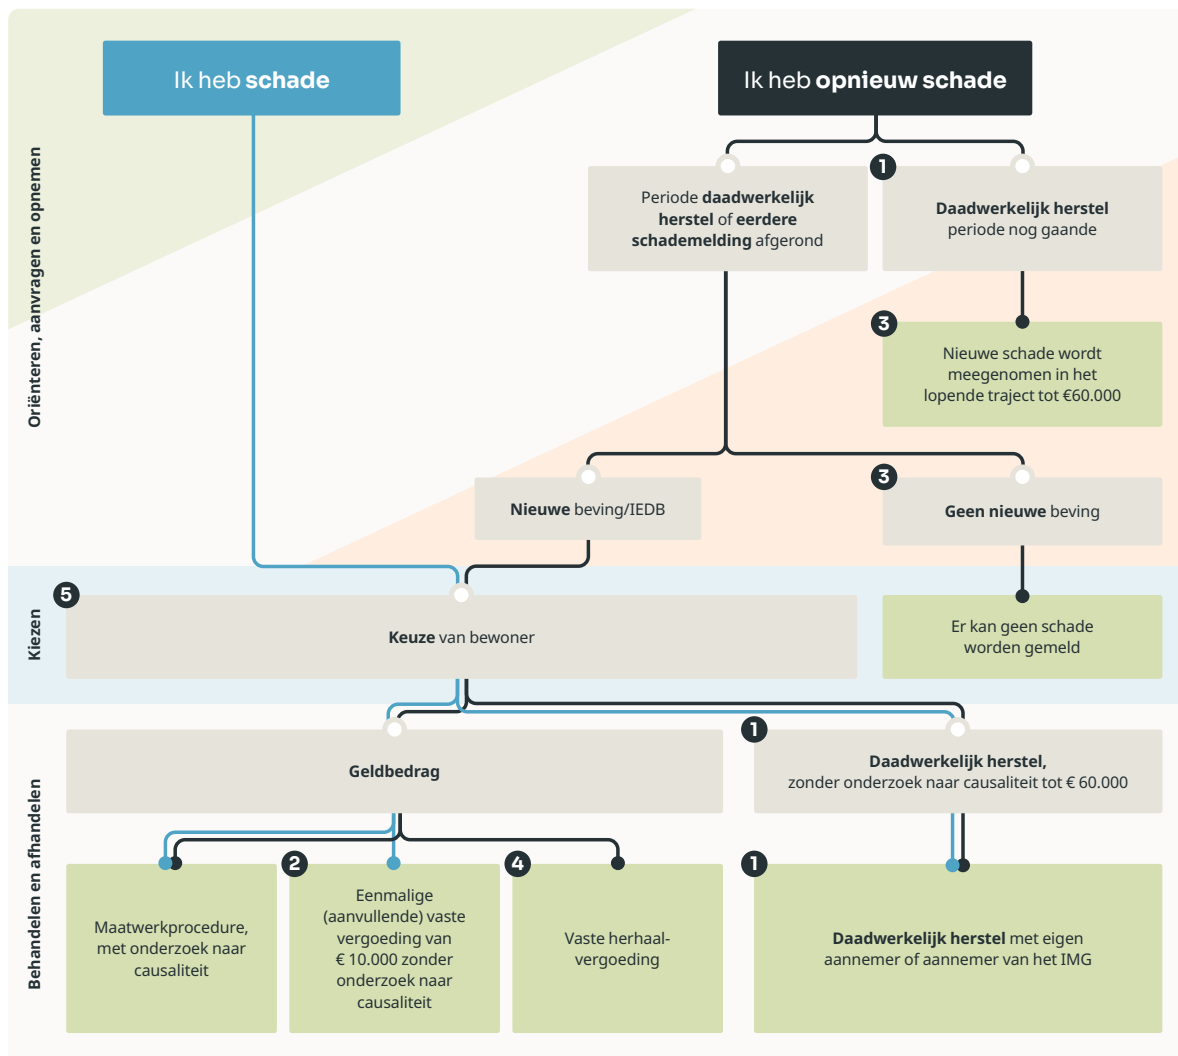 Ik heb schade
Ik heb opnieuw schade
Oriënteren, aanvragen en opnemen
Periode daadwerkelijk
herstel of eerdere
schademelding afgerond
1
Daadwerkelijk herstel
periode nog gaande
3
Nieuwe schade wordt
meegenomen in het
lopende traject tot €60.000
Nieuwe beving/IEDB
3
Geen nieuwe beving
Kiezen
5
Keuze van bewoner
Er kan geen schade
worden gemeld
Behandelen en afhandelen
Geldbedrag
1
Daadwerkelijk herstel,
zonder onderzoek naar causaliteit tot € 60.000
Maatwerkprocedure,
met onderzoek naar
causaliteit
2
Eenmalige
(aanvullende) vaste
vergoeding van
€ 10.000 zonder
onderzoek naar
causaliteit
4
Vaste herhaal-
vergoeding
1
Daadwerkelijk herstel met eigen
aannemer of aannemer van het IMG